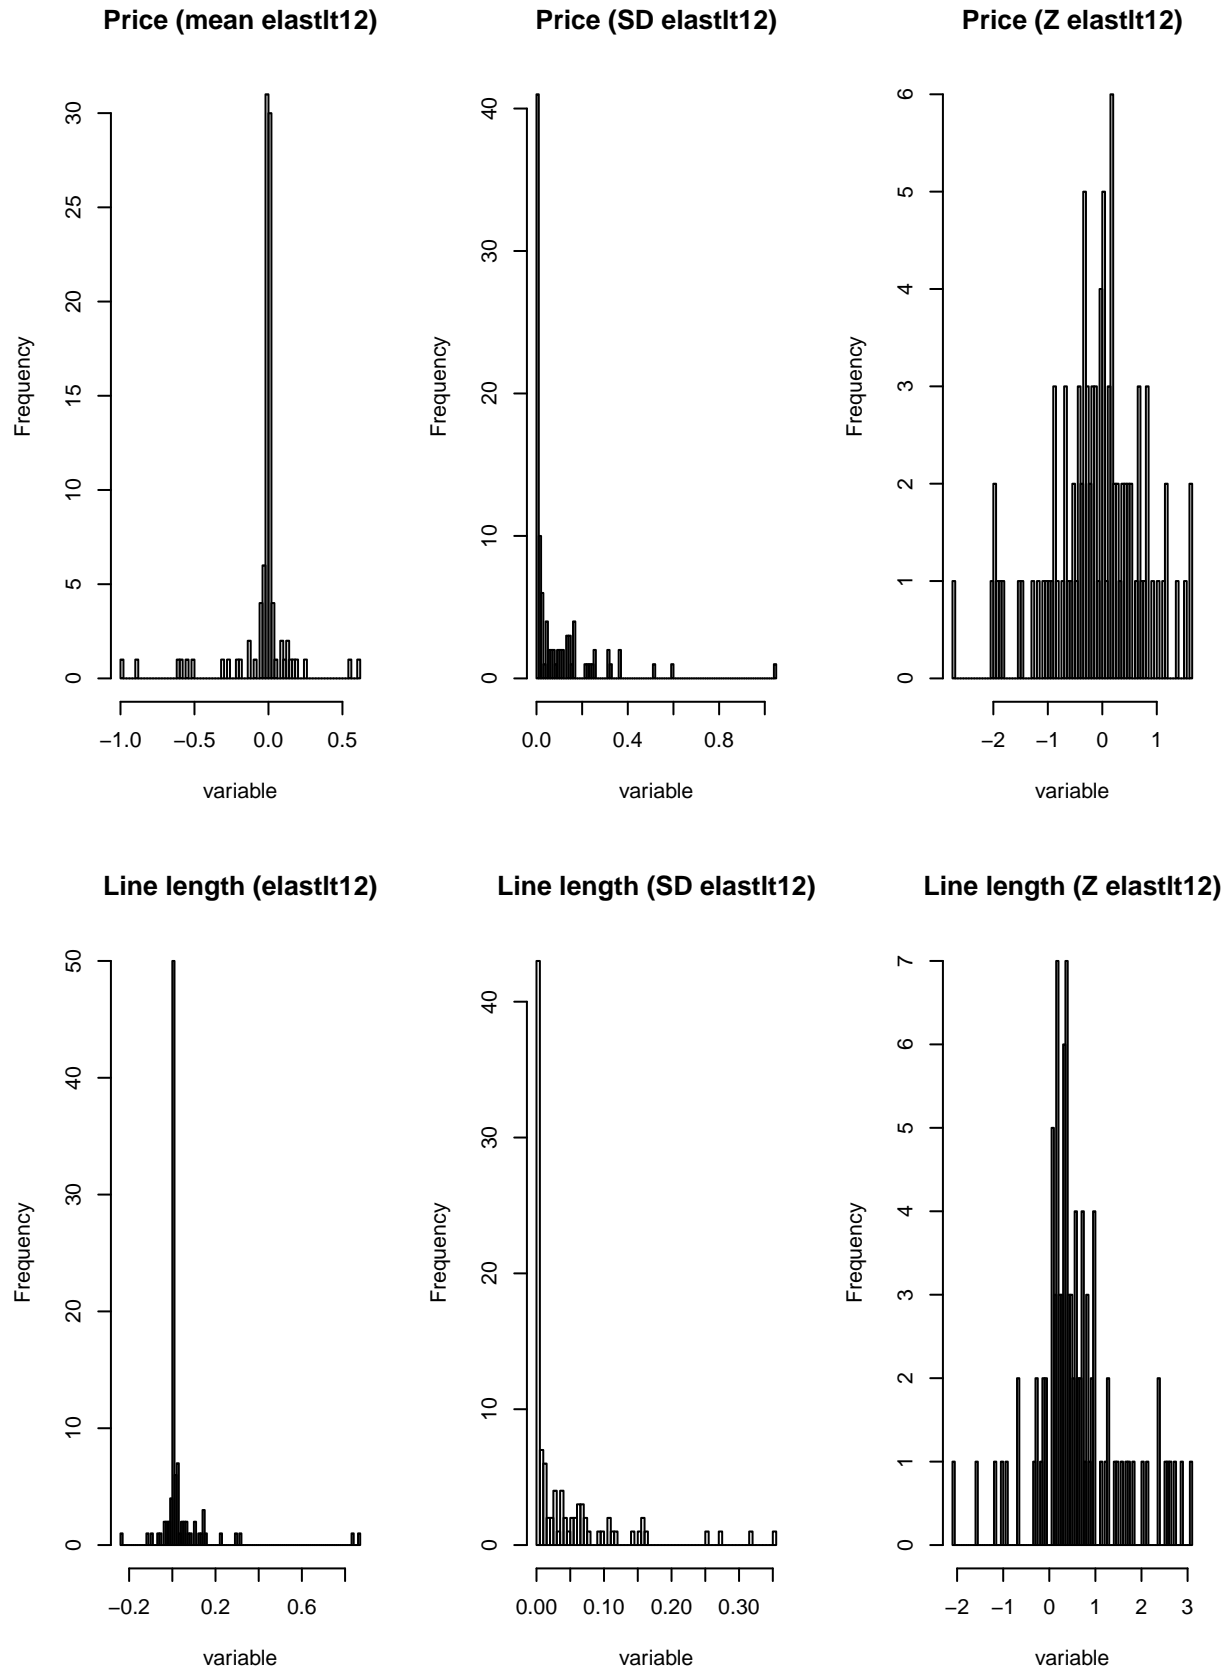 Price (mean elastlt12)
Frequency
0
5
10
15
20
25
30
−1.0 −0.5 0.0 0.5
variable
Price (SD elastlt12)
Frequency
0
10
20
30
40
0.0 0.4 0.8
variable
Price (Z elastlt12)
Frequency
0
1
2
3
4
5
6
−2 −1 0 1
variable
Line length (elastlt12)
Frequency
0
10
20
30
40
50
−0.2 0.2 0.6
variable
Line length (SD elastlt12)
Frequency
0
10
20
30
40
0.00 0.10 0.20 0.30
variable
Line length (Z elastlt12)
Frequency
0
1
2
3
4
5
6
7
−2 −1 0 1 2 3
variable